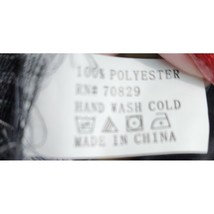 100% POLYESTER
RN# 70829
HAND WASH COLD
MADE IN CHINA